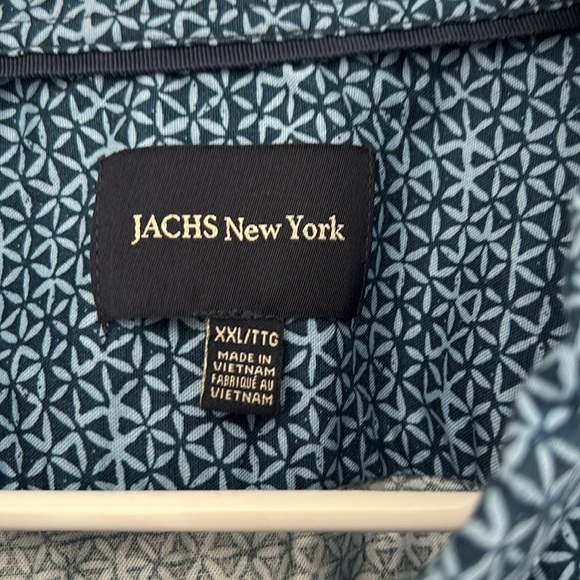 JACHS New York
XXL/TTG
MADE IN
VIETNAM
FABRIQUÉ AU
VIETNAM